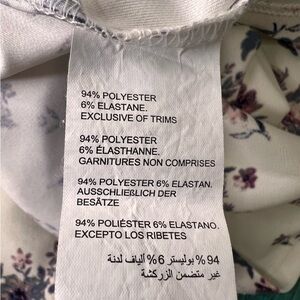 94% POLYESTER
6% ELASTANE.
EXCLUSIVE OF TRIMS
94% POLYESTER
6% ÉLASTHANNE.
GARNITURES NON COMPRISES
94% POLYESTER 6% ELASTAN.
AUSSCHLIEßLICH DER
BESÄTZE
94% POLIÉSTER 6% ELASTANO.
EXCEPTO LOS RIBETES
94% بوليستر 6% ألياف لدنة
غير متضمن الزركشة